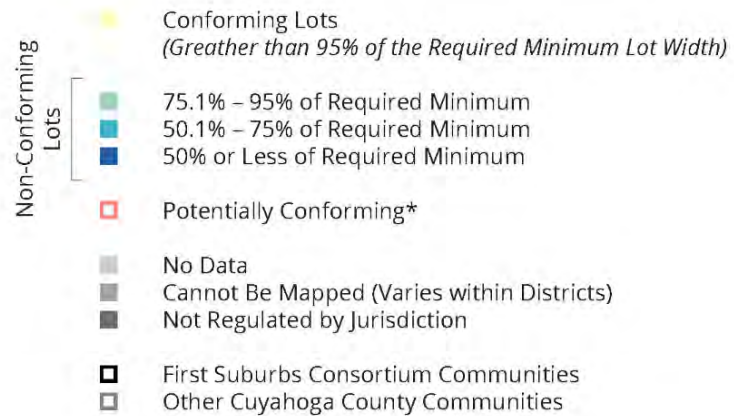 Conforming Lots
(Greather than 95% of the Required Minimum Lot Width)
Non-Conforming
Lots
75.1% – 95% of Required Minimum
50.1% – 75% of Required Minimum
50% or Less of Required Minimum
Potentially Conforming*
No Data
Cannot Be Mapped (Varies within Districts)
Not Regulated by Jurisdiction
First Suburbs Consortium Communities
Other Cuyahoga County Communities